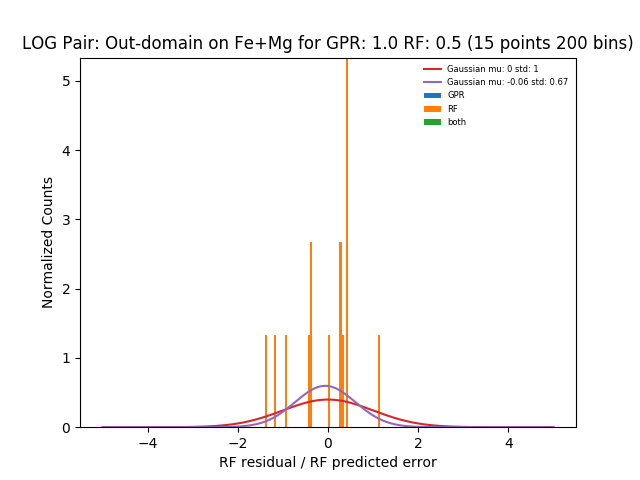 LOG Pair: Out-domain on Fe+Mg for GPR: 1.0 RF: 0.5 (15 points 200 bins)
Gaussian mu: 0 std: 1
Gaussian mu: -0.06 std: 0.67
GPR
RF
both
Normalized Counts
5
4
3
2
1
0
−4 −2 0 2 4
RF residual / RF predicted error